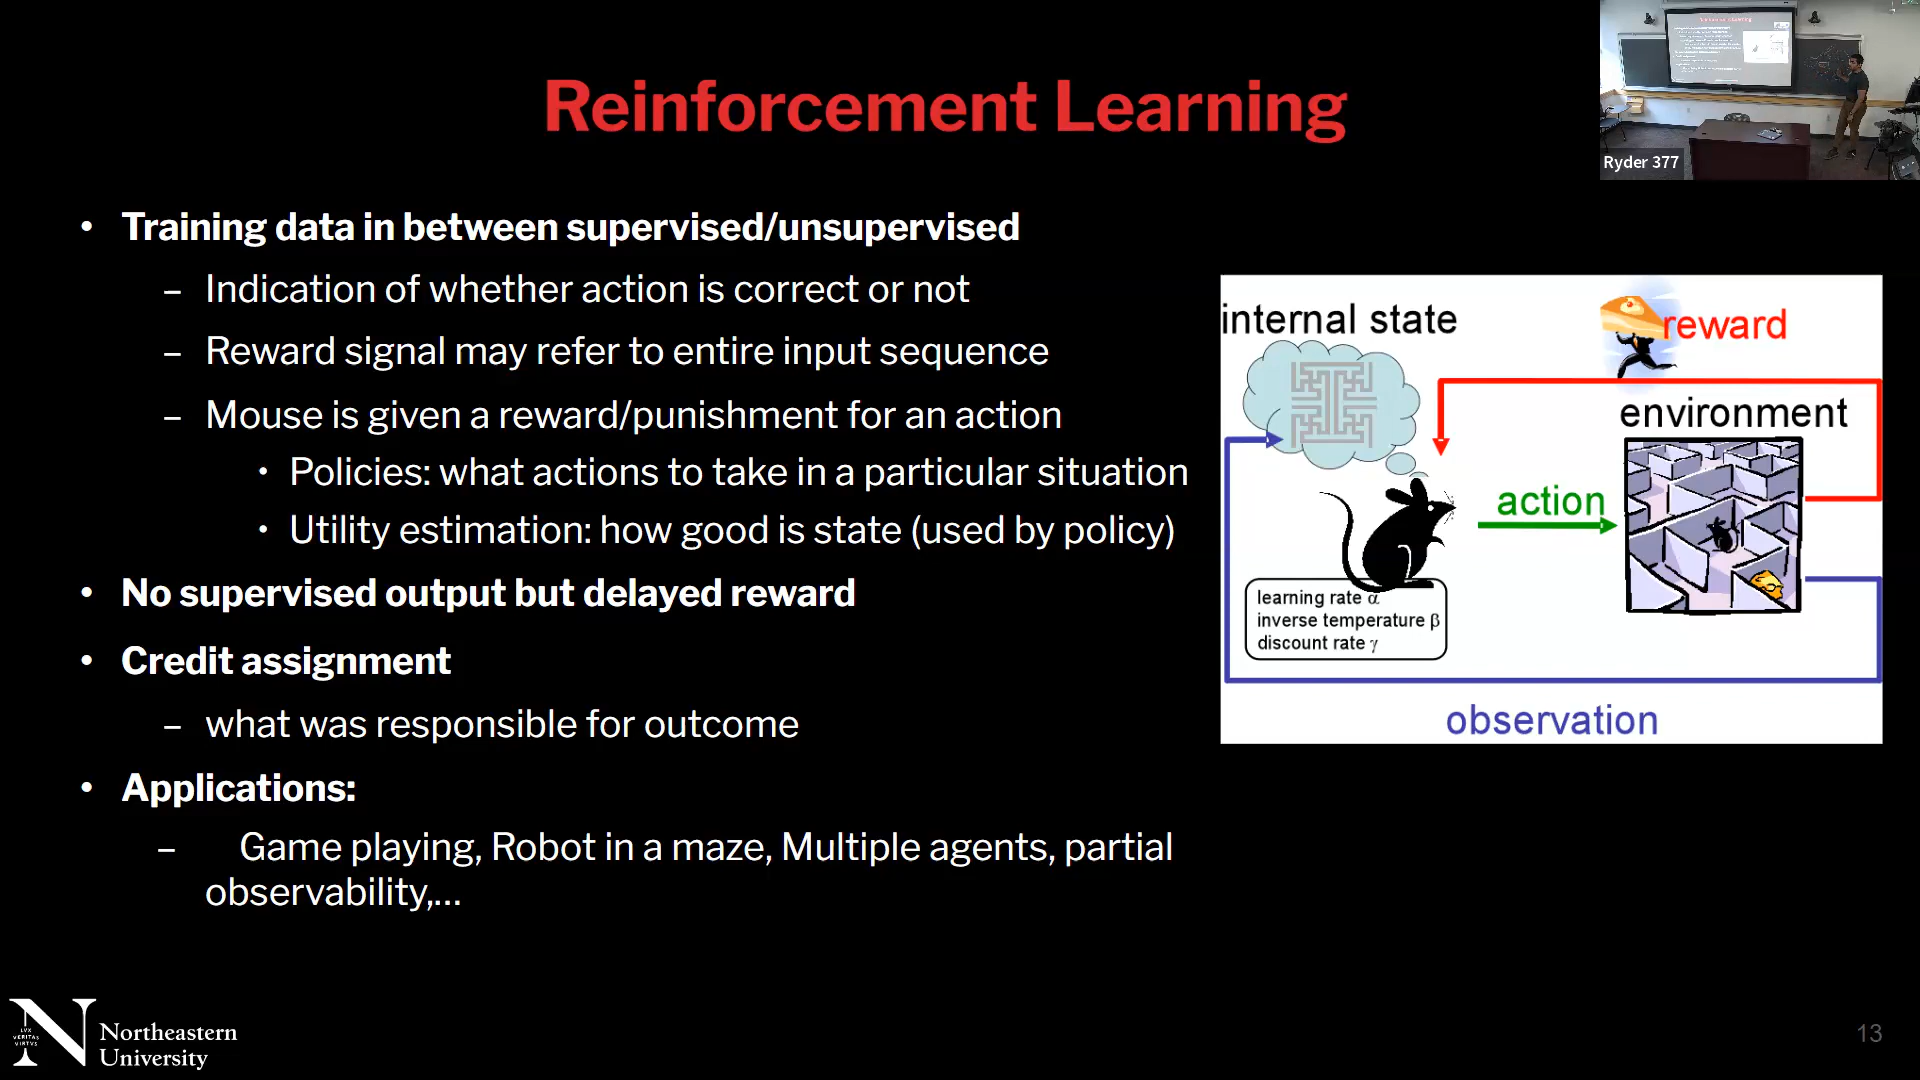 Reinforcement Learning
Ryder 377
• Training data in between supervised/unsupervised
– Indication of whether action is correct or not
– Reward signal may refer to entire input sequence
– Mouse is given a reward/punishment for an action
• Policies: what actions to take in a particular situation
• Utility estimation: how good is state (used by policy)
• No supervised output but delayed reward
• Credit assignment
– what was responsible for outcome
• Applications:
– Game playing, Robot in a maze, Multiple agents, partial
observability,...
internal state
reward
environment
action
learning rate α
inverse temperature β
discount rate γ
observation
LVX
VERITAS
VIRTVS
Northeastern
University
13